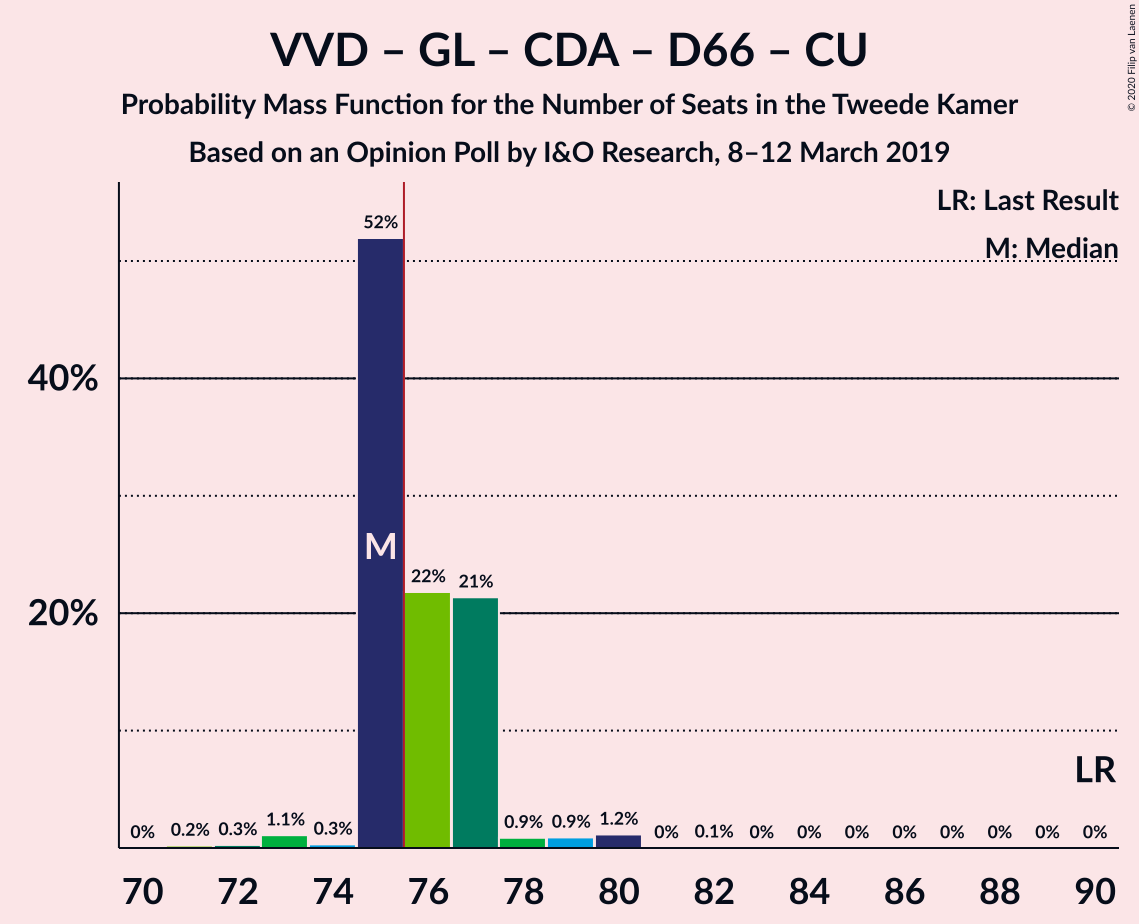 VVD – GL – CDA – D66 – CU
Probability Mass Function for the Number of Seats in the Tweede Kamer
Based on an Opinion Poll by I&O Research, 8–12 March 2019
© 2020 Filip van Laenen
LR: Last Result
M: Median
52%
40%
M
22%
21%
20%
LR
0%
0.2%
0.3%
1.1%
0.3%
0.9%
0.9%
1.2%
0%
0.1%
0%
0%
0%
0%
0%
0%
0%
0%
70 72 74 76 78 80 82 84 86 88 90